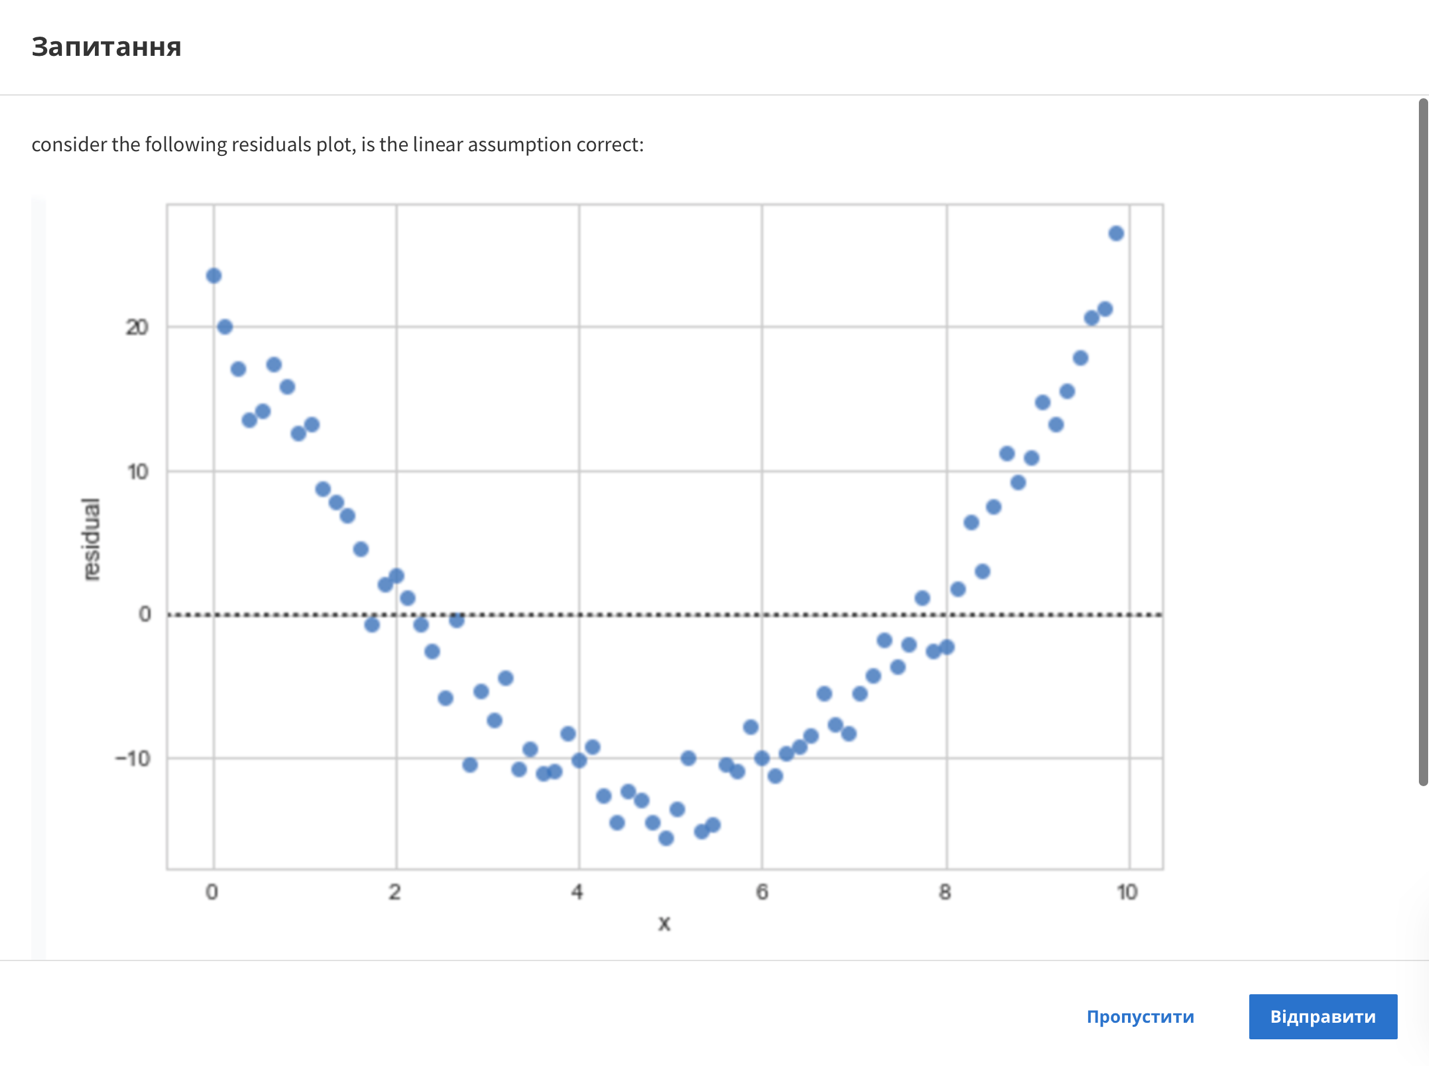 Запитання
consider the following residuals plot, is the linear assumption correct:
20
10
0
−10
residual
0 2 4 6 8 10
x
Пропустити Відправити